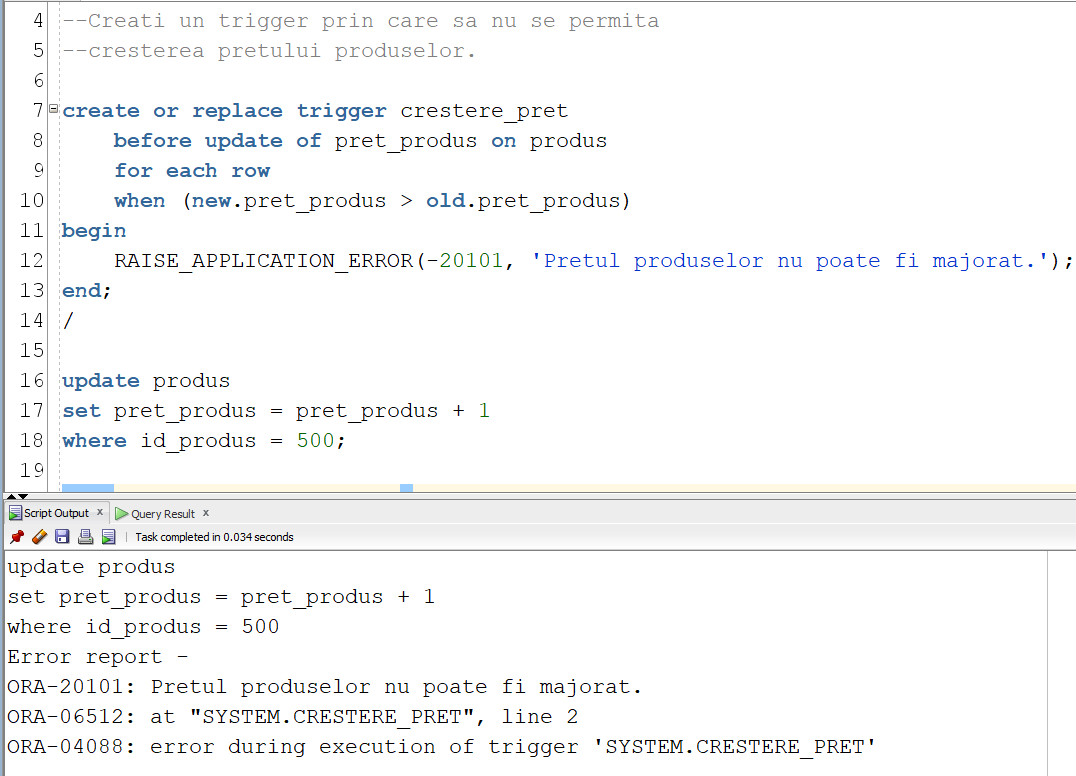 4 --Creati un trigger prin care sa nu se permita
5 --cresterea pretului produselor.
6
7 create or replace trigger crestere_pret
8 before update of pret_produs on produs
9 for each row
10 when (new.pret_produs > old.pret_produs)
11 begin
12 RAISE_APPLICATION_ERROR(-20101, 'Pretul produselor nu poate fi majorat.');
13 end;
14 /
15
16 update produs
17 set pret_produs = pret_produs + 1
18 where id_produs = 500;
19
Script Output x Query Result x
Task completed in 0.034 seconds
update produs
set pret_produs = pret_produs + 1
where id_produs = 500
Error report -
ORA-20101: Pretul produselor nu poate fi majorat.
ORA-06512: at "SYSTEM.CRESTERE_PRET", line 2
ORA-04088: error during execution of trigger 'SYSTEM.CRESTERE_PRET'